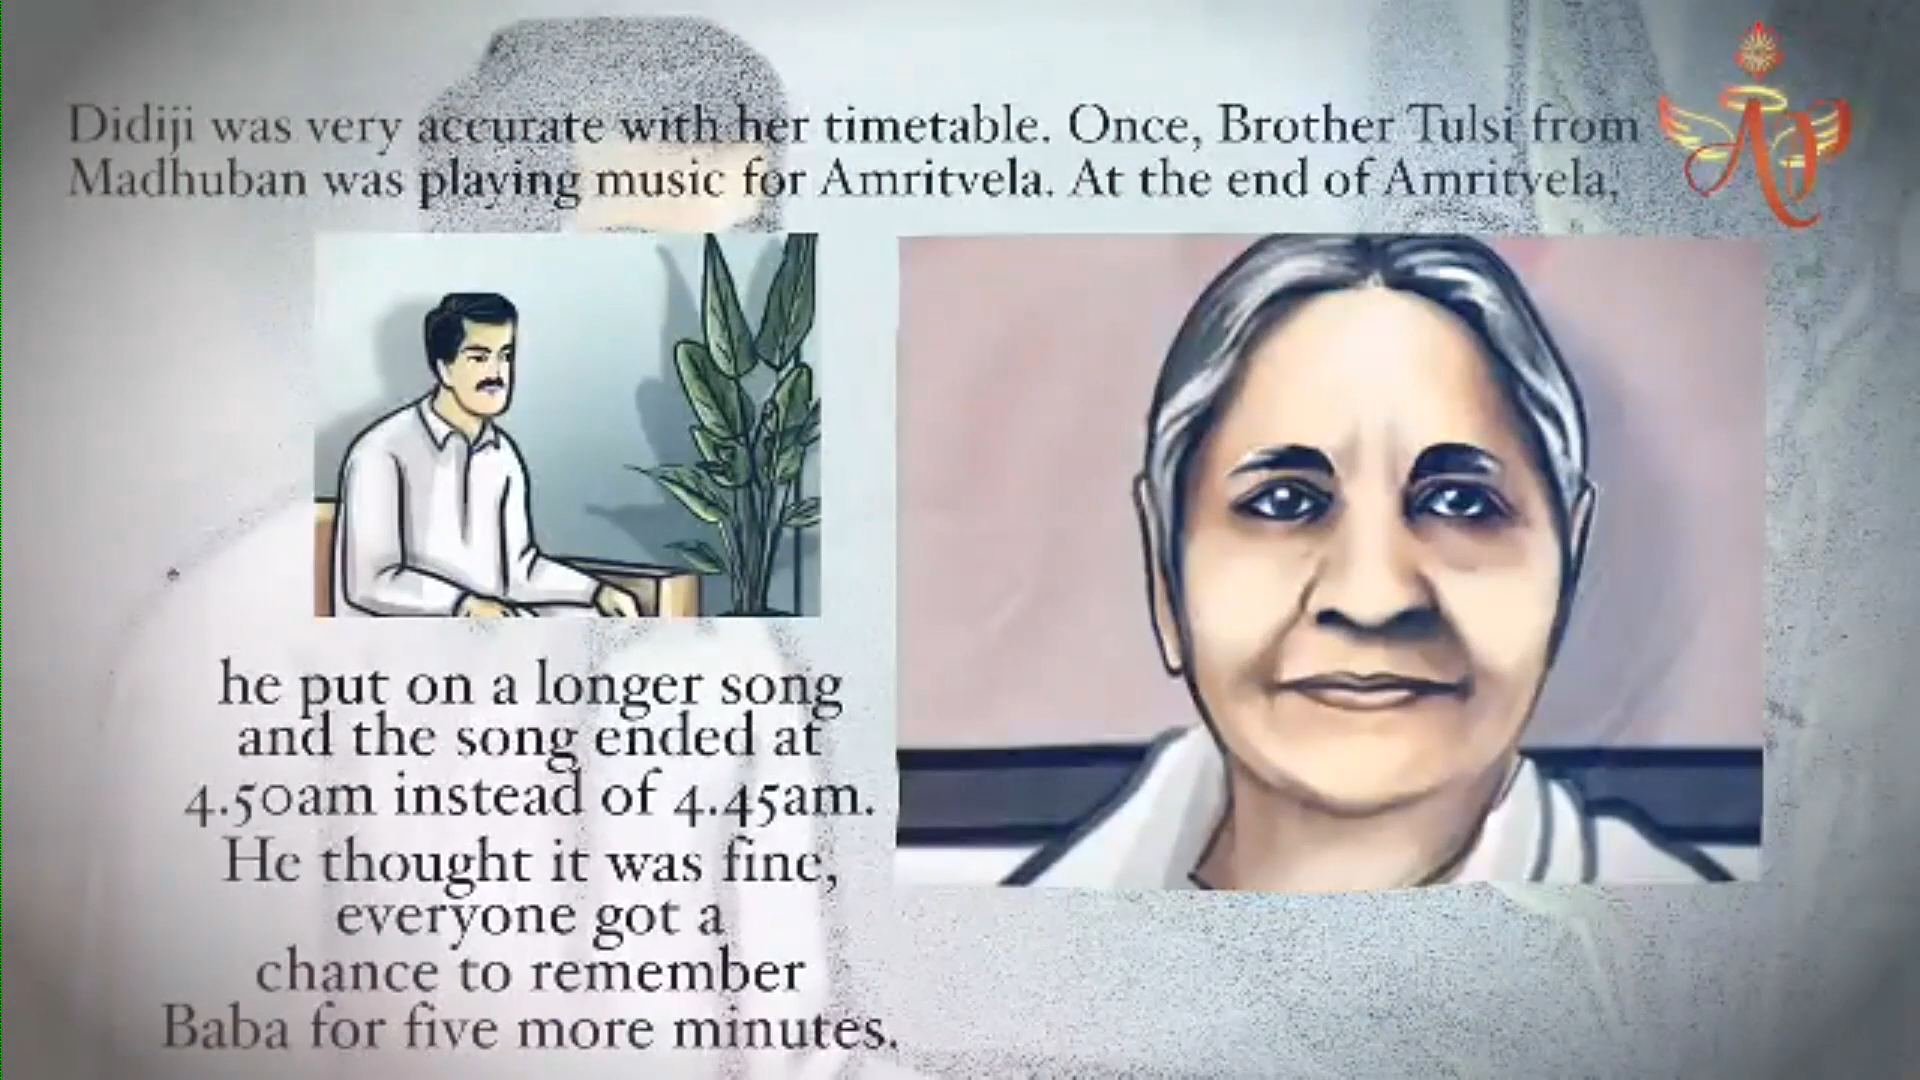 Didiji was very accurate with her timetable. Once, Brother Tulsi from
Madhuban was playing music for Amritvela. At the end of Amritvela,
he put on a longer song
and the song ended at
4.50am instead of 4.45am.
He thought it was fine,
everyone got a
chance to remember
Baba for five more minutes.